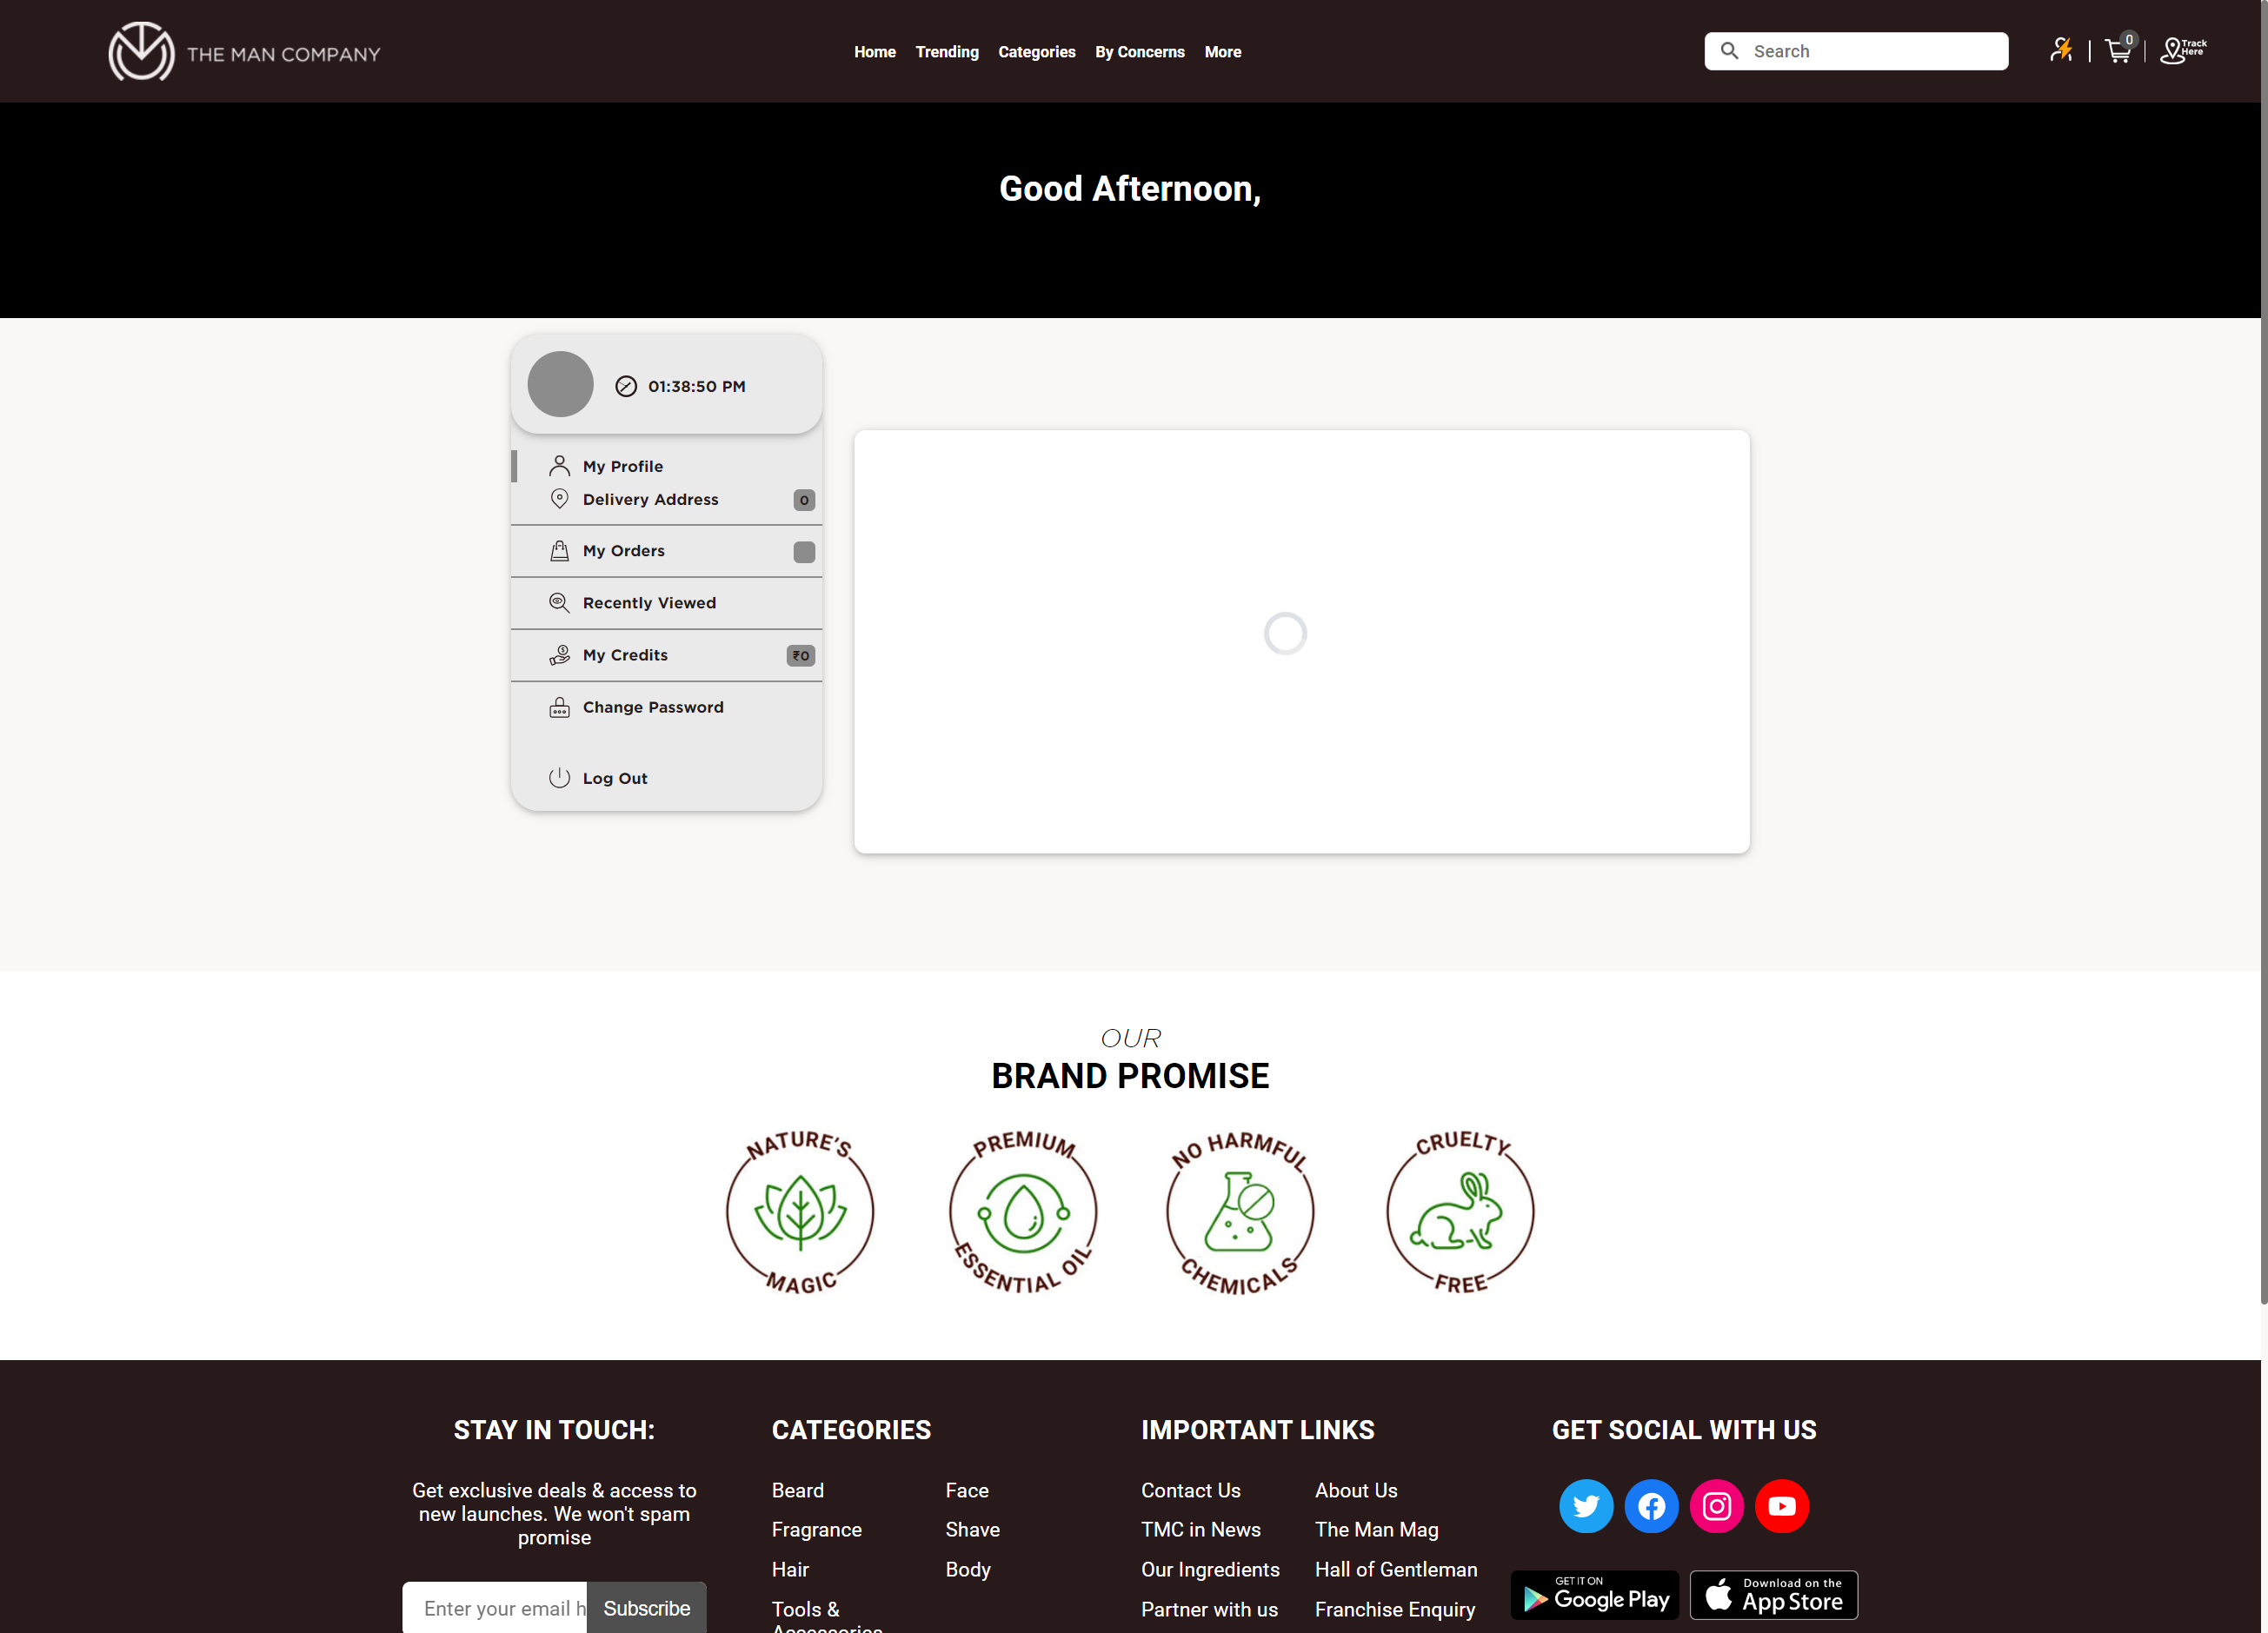 THE MAN COMPANY
Home Trending Categories By Concerns More
Search
0
Track
Here
Good Afternoon,
01:38:50 PM
My Profile
Delivery Address 0
My Orders
Recently Viewed
My Credits ₹0
Change Password
Log Out
OUR
BRAND PROMISE
NATURE'S
MAGIC
PREMIUM
ESSENTIAL OIL
NO HARMFUL
CHEMICALS
CRUELTY
FREE
STAY IN TOUCH:
Get exclusive deals & access to
new launches. We won't spam
promise
Enter your email h
Subscribe
CATEGORIES
Beard
Fragrance
Hair
Tools &
Accessories
Face
Shave
Body
IMPORTANT LINKS
Contact Us
TMC in News
Our Ingredients
Partner with us
About Us
The Man Mag
Hall of Gentleman
Franchise Enquiry
GET SOCIAL WITH US
GET IT ON
Google Play
Download on the
App Store